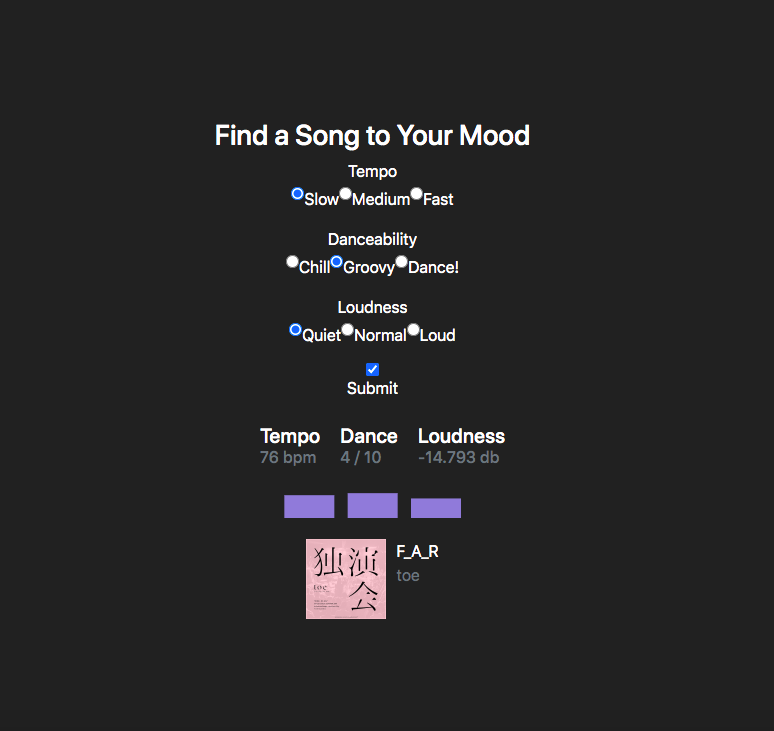 Find a Song to Your Mood
Tempo
Slow Medium Fast
Danceability
Chill Groovy Dance!
Loudness
Quiet Normal Loud
Submit
Tempo Dance Loudness
76 bpm 4 / 10 -14.793 db
独演会
toe
F_A_R
toe